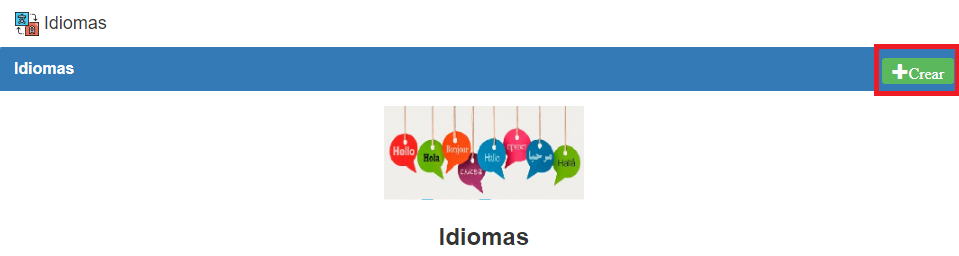 Idiomas
Idiomas
Crear
Hello
Hola
Bonjour
Hallo
Idiomas